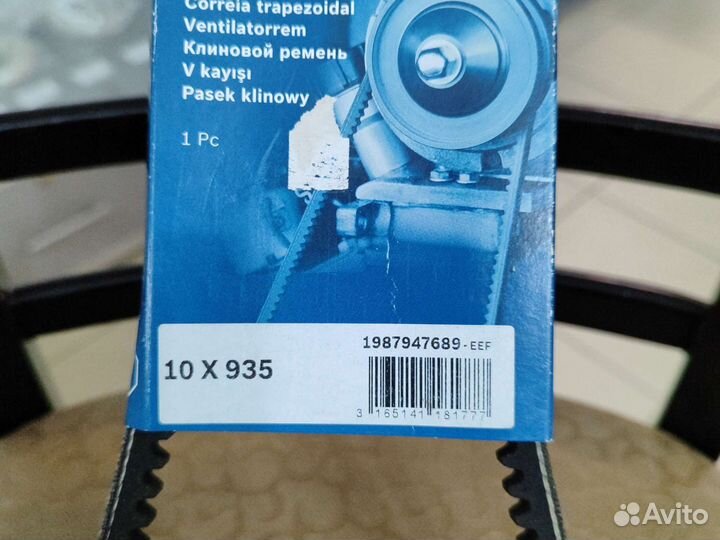 Correia trapezoidal
Ventilatorrem
Клиновой ремень
V kayışı
Pasek klinowy
1 Pc
1987947689-EEF
10 X 935
3 165141 181777
Avito